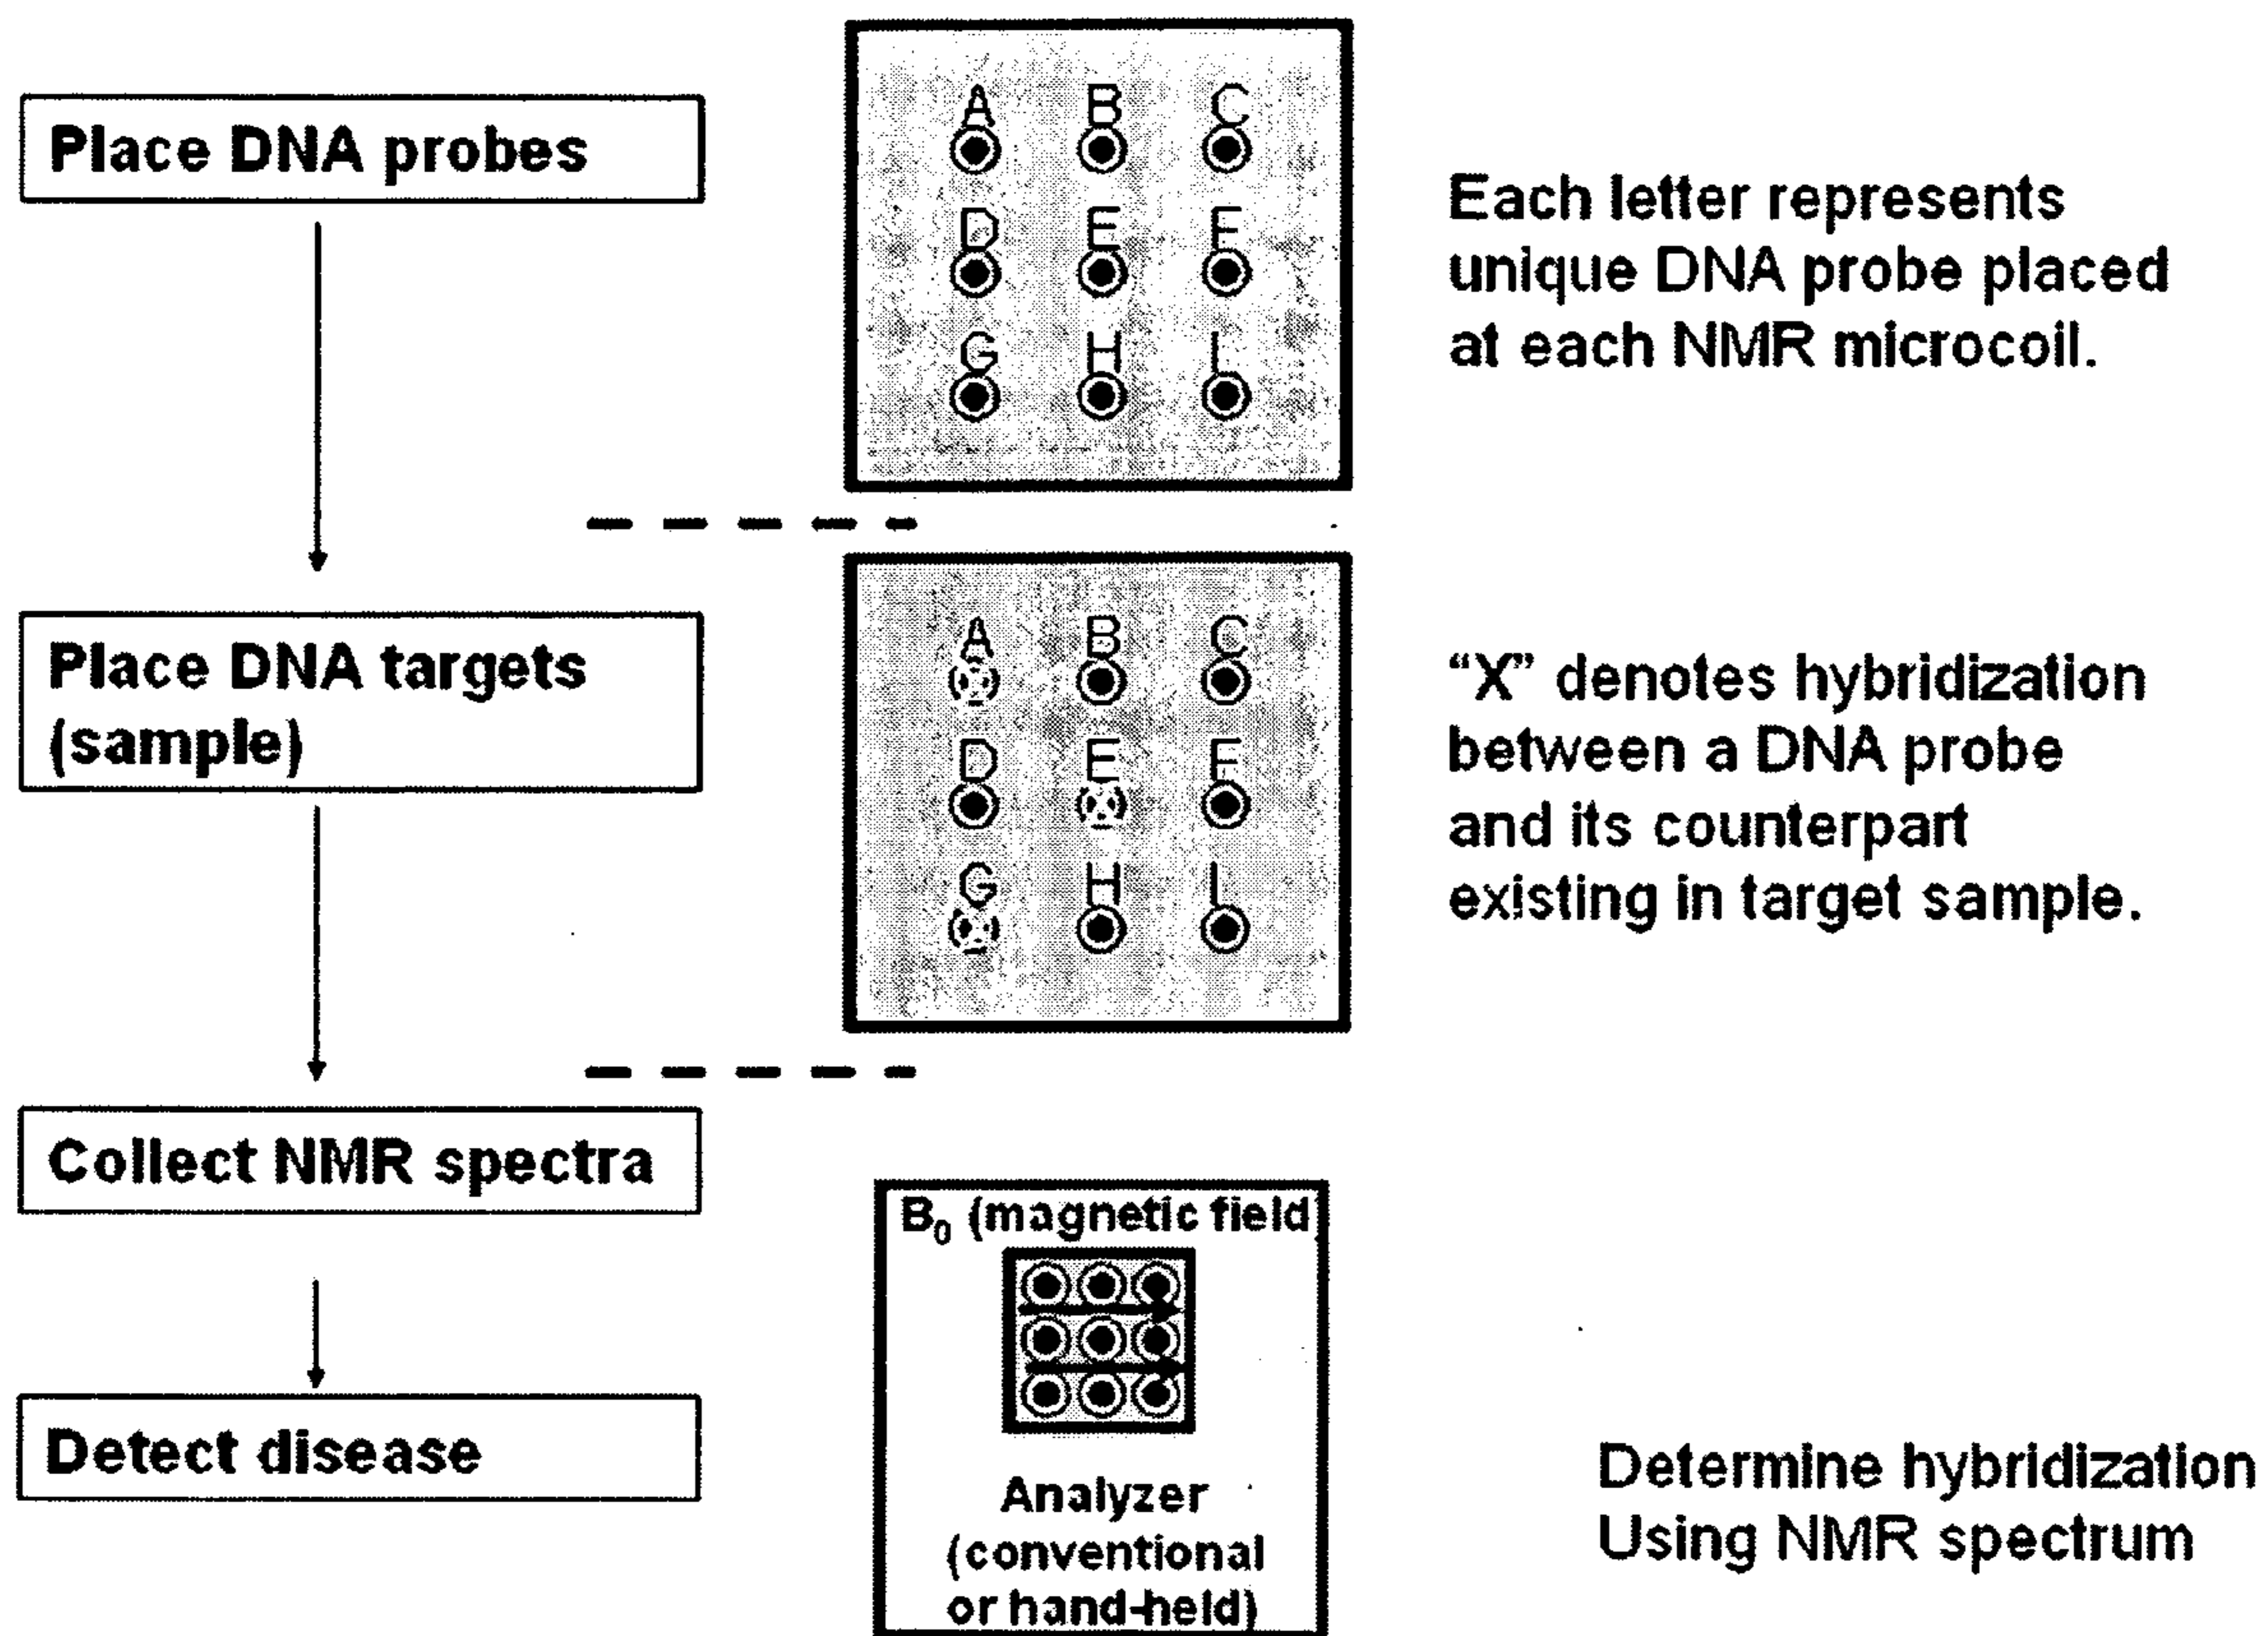 Place DNA probes
A B C
D E F
G H L
Each letter represents
unique DNA probe placed
at each NMR microcoil.
Place DNA targets
(sample)
A B C
D E F
G H L
“X” denotes hybridization
between a DNA probe
and its counterpart
existing in target sample.
Collect NMR spectra
B0 (magnetic field
Analyzer
(conventional
or hand-held)
Detect disease
Determine hybridization
Using NMR spectrum